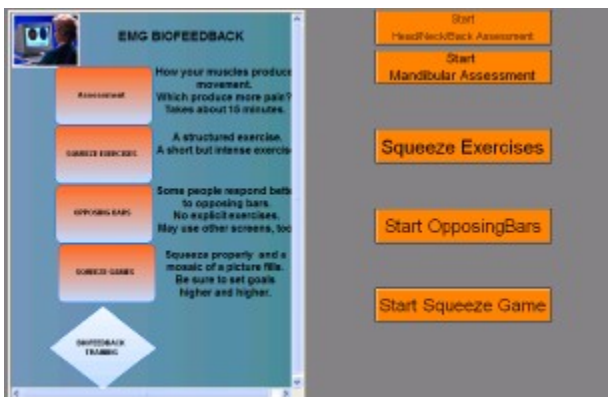 EMG BIOFEEDBACK
Assessment
How your muscles produce
movement.
Which produce more pain?
Takes about 15 minutes.
SQUEEZE EXERCISES
A structured exercise.
A short but intense exercis
OPPOSING BARS
Some people respond bette
to opposing bars.
No explicit exercises.
May use other screens, too
SQUEEZE GAMES
Squeeze properly and a
mosaic of a picture fills.
Be sure to set goals
higher and higher.
BIOFEEDBACK
TRAINING
Start
Head/Neck/Back Assessment
Start
Mandibular Assessment
Squeeze Exercises
Start OpposingBars
Start Squeeze Game